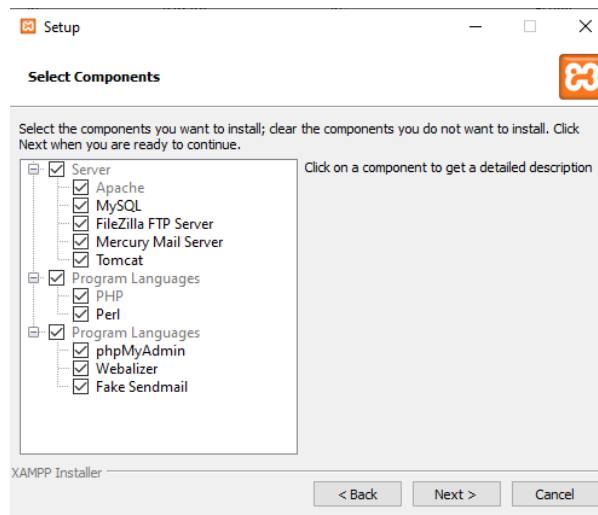 Setup
Select Components
Select the components you want to install; clear the components you do not want to install. Click
Next when you are ready to continue.
Server
Apache
MySQL
FileZilla FTP Server
Mercury Mail Server
Tomcat
Program Languages
PHP
Perl
Program Languages
phpMyAdmin
Webalizer
Fake Sendmail
Click on a component to get a detailed description
XAMPP Installer
< Back
Next >
Cancel